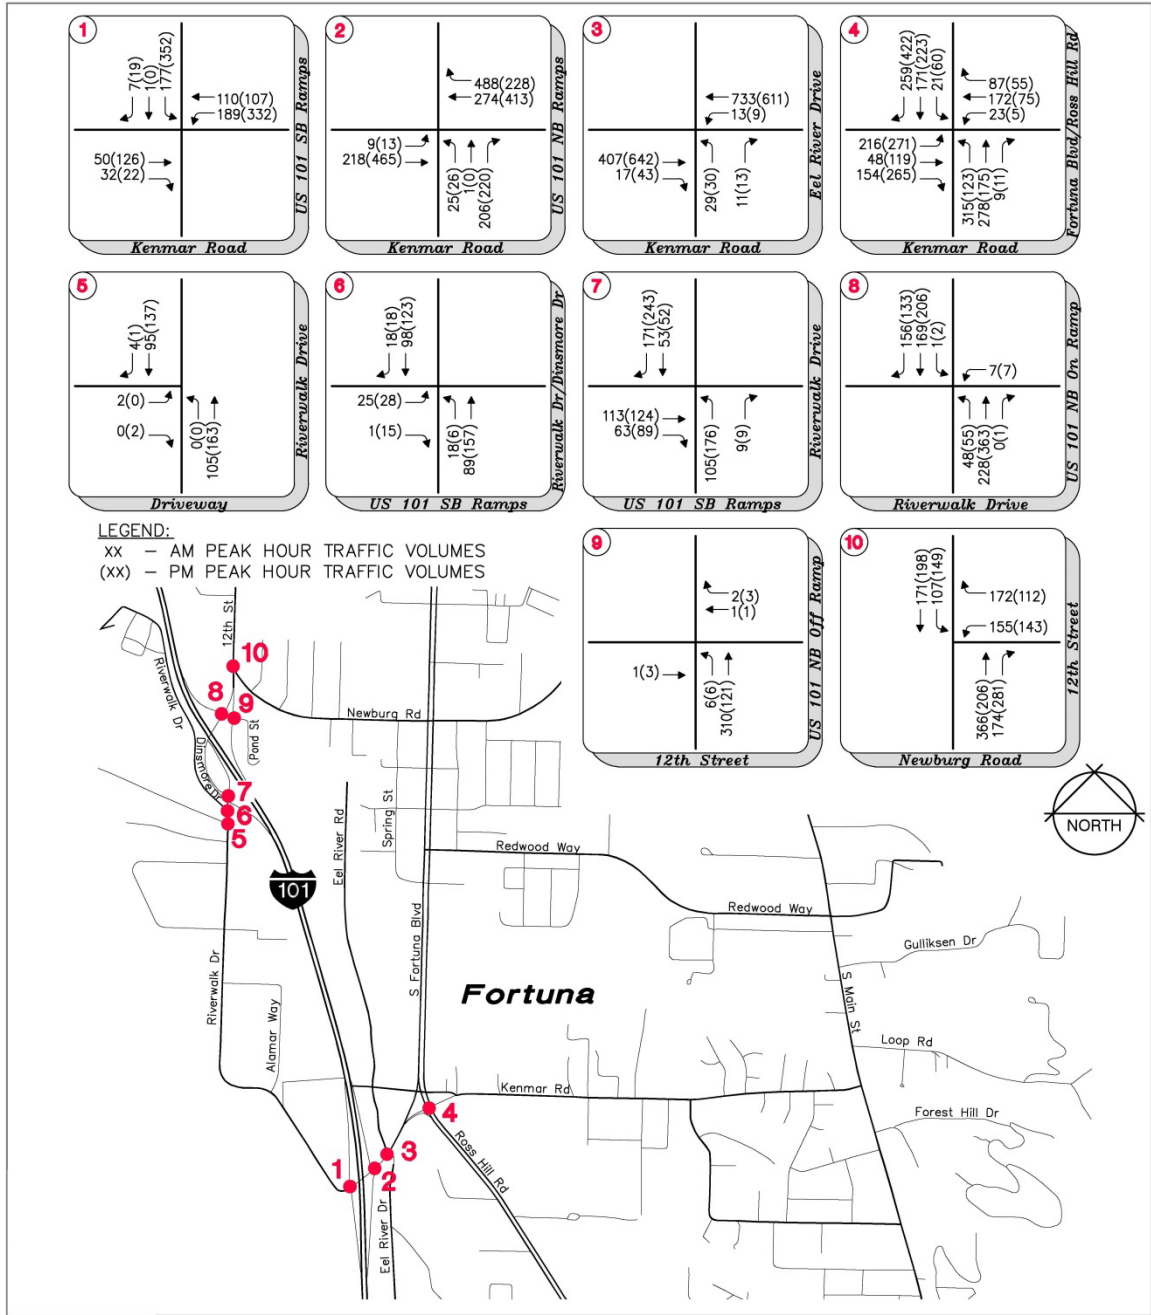 1
7(19)
1(0)
177(352)
110(107)
189(332)
50(126)
32(22)
US 101 SB Ramps
Kenmar Road
2
488(228)
274(413)
9(13)
218(465)
25(26)
1(0)
206(220)
US 101 NB Ramps
Kenmar Road
3
733(611)
13(9)
407(642)
17(43)
29(30)
11(13)
Eel River Drive
Kenmar Road
4
259(422)
171(223)
21(60)
87(55)
172(75)
23(5)
216(271)
48(119)
154(265)
315(123)
278(175)
9(11)
Fortuna Blvd/Ross Hill Rd
Kenmar Road
5
4(1)
95(137)
2(0)
0(2)
0(0)
105(163)
Riverwalk Drive
Driveway
6
18(18)
98(123)
25(28)
1(15)
18(6)
89(157)
Riverwalk Dr/Dinsmore Dr
US 101 SB Ramps
7
171(243)
53(52)
113(124)
63(89)
105(176)
9(9)
Riverwalk Drive
US 101 SB Ramps
8
156(133)
169(206)
1(2)
7(7)
48(55)
228(363)
0(1)
US 101 NB On Ramp
Riverwalk Drive
LEGEND:
XX – AM PEAK HOUR TRAFFIC VOLUMES
(XX) – PM PEAK HOUR TRAFFIC VOLUMES
9
2(3)
1(1)
1(3)
6(6)
310(121)
US 101 NB Off Ramp
12th Street
10
171(198)
107(149)
172(112)
155(143)
366(206)
174(281)
12th Street
Newburg Road
12th St
10
Riverwalk Dr
8
9
Newburg Rd
Pond St
Dinsmore Dr
7
6
5
NORTH
Eel River Rd
Spring St
Redwood Way
101
Redwood Way
Gulliksen Dr
S Fortuna Blvd
Fortuna
Riverwalk Dr
Alamar Way
S Main St
Loop Rd
Kenmar Rd
Forest Hill Dr
4
3
Ross Hill Rd
1
2
Eel River Dr